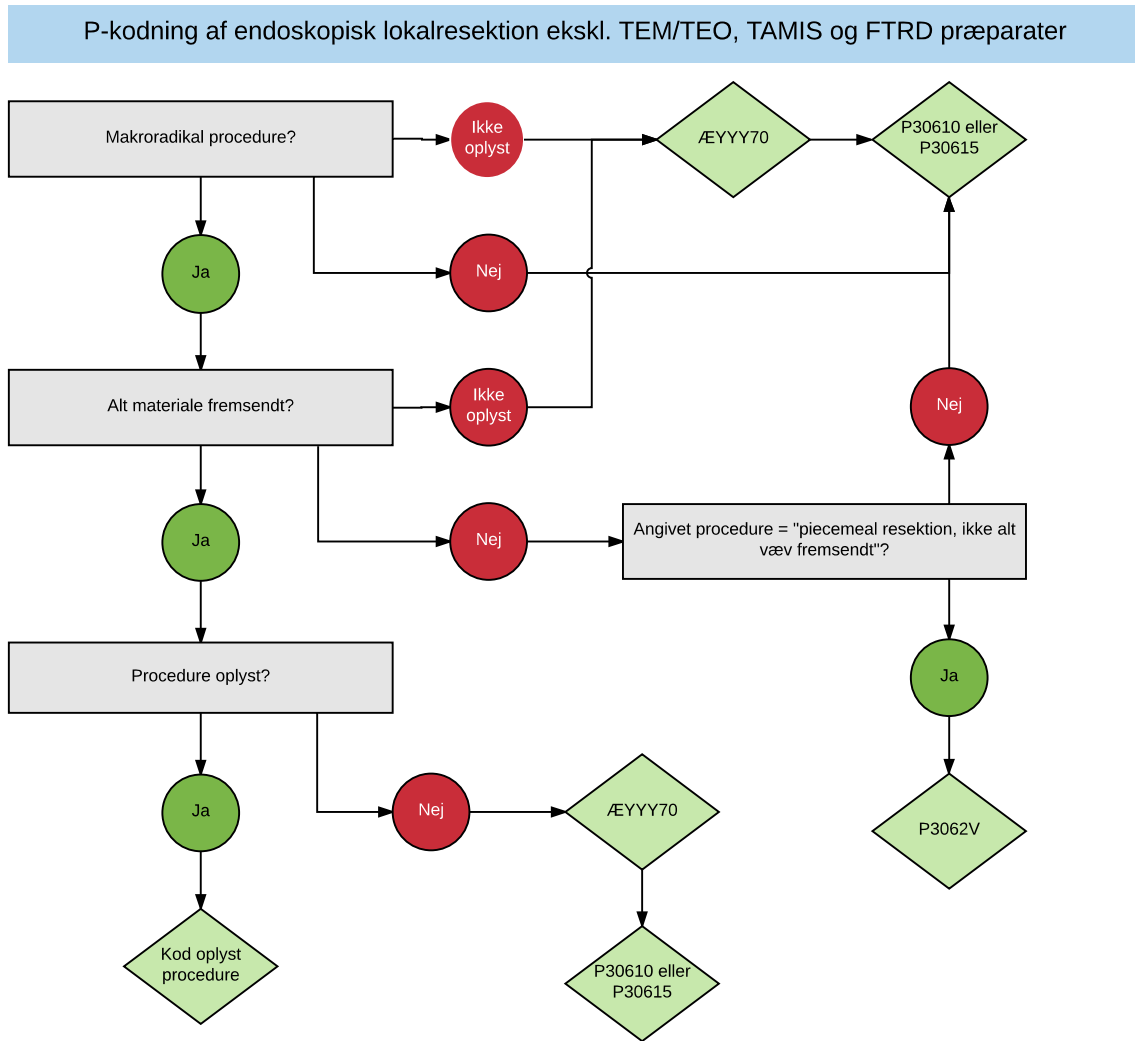 P-kodning af endoskopisk lokalresektion ekskl. TEM/TEO, TAMIS og FTRD præparater
Makroradikal procedure?
Ikke
oplyst
ÆYYY70
P30610 eller
P30615
Ja
Nej
Alt materiale fremsendt?
Ikke
oplyst
Nej
Ja
Nej
Angivet procedure = "piecemeal resektion, ikke alt
væv fremsendt"?
Procedure oplyst?
Ja
Ja
Nej
ÆYYY70
P3062V
Kod oplyst
procedure
P30610 eller
P30615